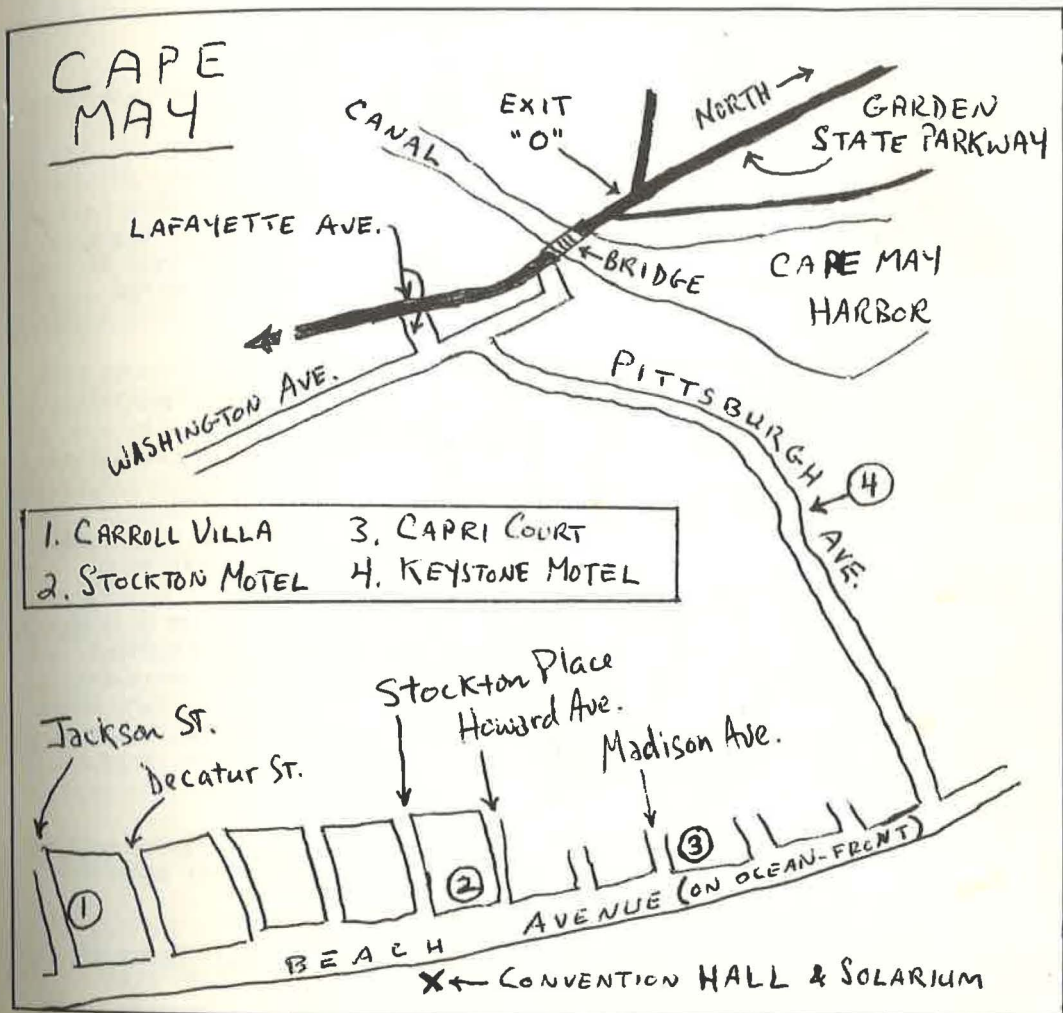 CAPE
MAY
CANAL
EXIT
"O"
NORTH
GARDEN
STATE PARKWAY
LAFAYETTE AVE.
BRIDGE
CAPE MAY
HARBOR
WASHINGTON AVE.
PITTSBURGH AVE.
4
1. CARROLL VILLA 3. CAPRI COURT
2. STOCKTON MOTEL 4. KEYSTONE MOTEL
Stockton Place
Howard Ave.
Jackson St.
Decatur St.
Madison Ave.
1
2
3
BEACH AVENUE (ON OCEAN-FRONT)
X ← CONVENTION HALL & SOLARIUM